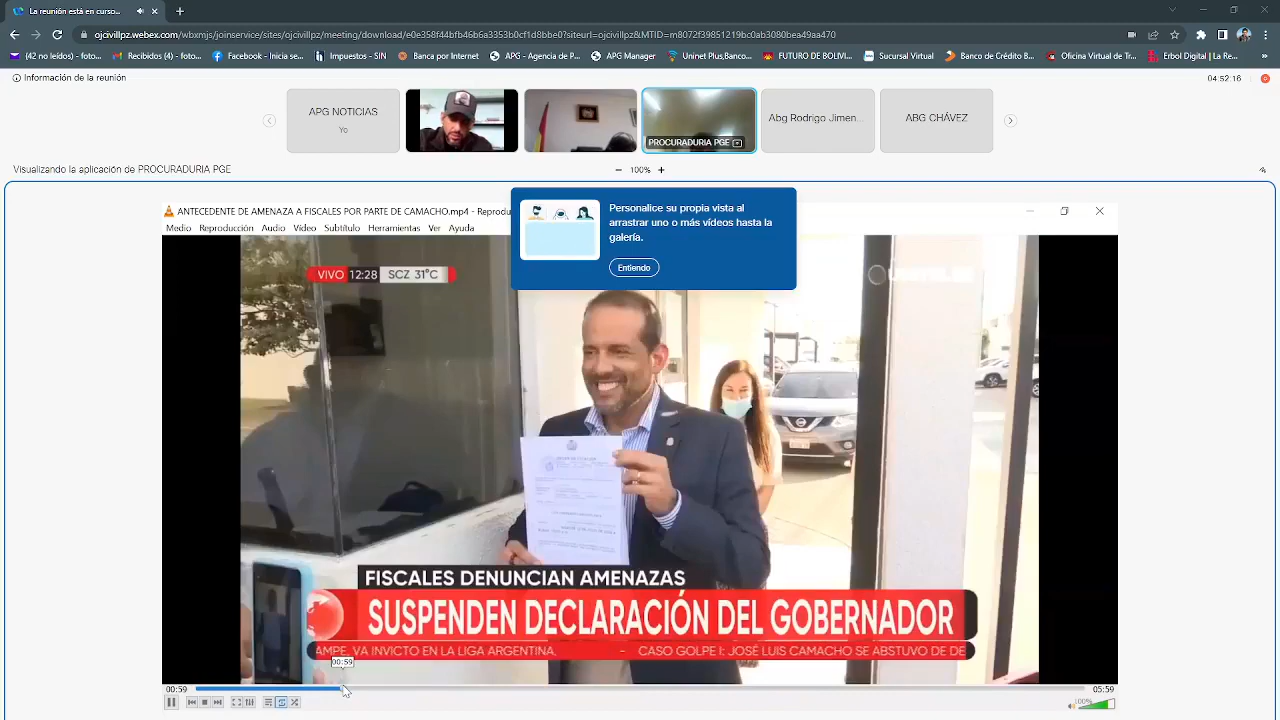 La reunión está en curso...
ojcivillpz.webex.com/wbxmjs/joinservice/sites/ojcivillpz/meeting/download/e0e358f448fb46b6a3353d0cf1d8bbe0?siteurl=ojcivillpz&MTID=m8072f39851219bc0ab3080bea49aa470
(42 no leídos) - foto...
Recibidos (4) - fotos...
Facebook - Inicia s...
Impuestos - SIN
Banca por Internet
APG - Agencia de P...
APG Manager
Uninet Plus,Banco...
FUTURO DE BOLIVI...
Sucursal Virtual
Banco de Crédito B...
Oficina Virtual de Tr...
Erbol Digital | La Re...
Información de la reunión
04:52:16
APG NOTICIAS
Yo
PROCURADURIA PGE
Abg Rodrigo Jimen...
ABG CHÁVEZ
Visualizando la aplicación de PROCURADURIA PGE
100%
Personalice su propia vista al
arrastrar uno o más vídeos hasta la
galería.
Entiendo
ANTECEDENTE DE AMENAZA A FISCALES POR PARTE DE CAMACHO.mp4 - Reprodu
Medio Reproducción Audio Vídeo Subtítulo Herramientas Ver Ayuda
VIVO 12:28 SCZ 31°C
FISCALES DENUNCIAN AMENAZAS
SUSPENDEN DECLARACIÓN DEL GOBERNADOR
AMPE, VA INVICTO EN LA LIGA ARGENTINA. - CASO GOLPE I: JOSÉ LUIS CAMACHO SE ABSTUVO DE DE
00:59
00:59
05:59
100%